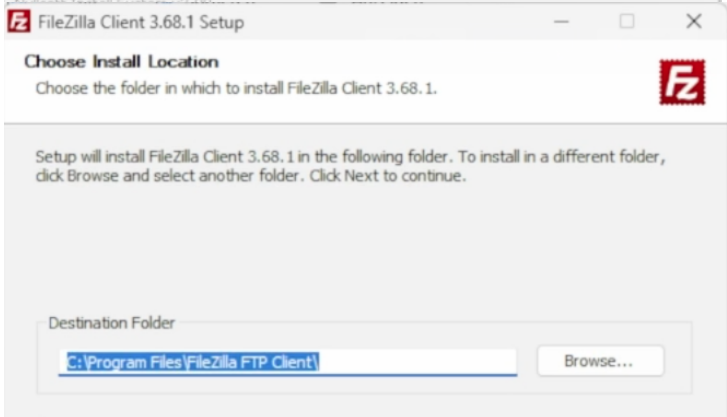 FileZilla Client 3.68.1 Setup
Choose Install Location
Choose the folder in which to install FileZilla Client 3.68.1.
Fz
Setup will install FileZilla Client 3.68.1 in the following folder. To install in a different folder,
click Browse and select another folder. Click Next to continue.
Destination Folder
C:\Program Files\FileZilla FTP Client\
Browse...